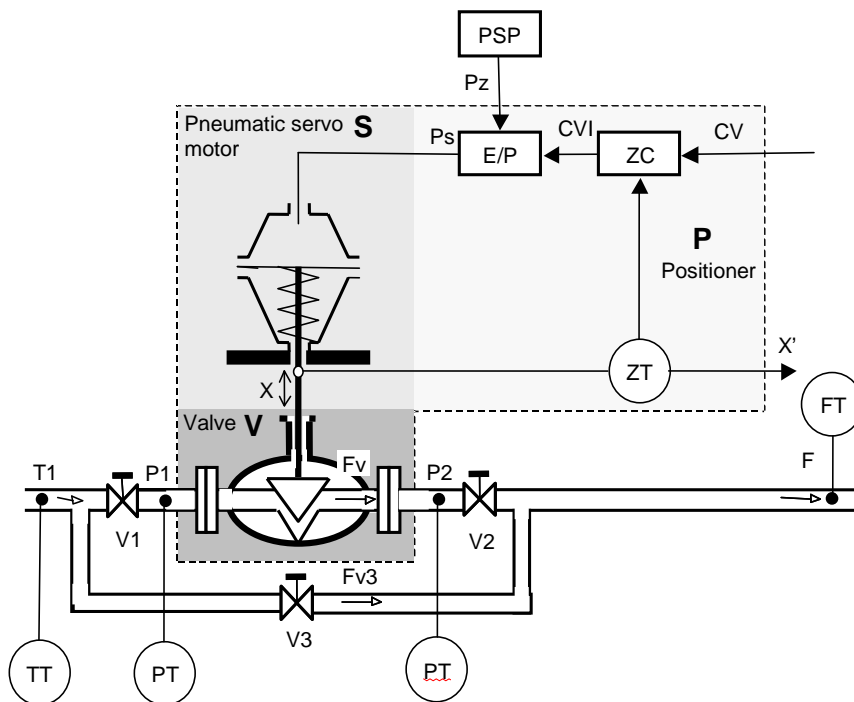 PSP
Pz
Pneumatic servo S
motor
Ps
E/P
CVI
ZC
CV
P
Positioner
X
ZT
X'
FT
Valve V
Fv
F
T1
P1
P2
V1
V2
Fv3
V3
TT
PT
PT